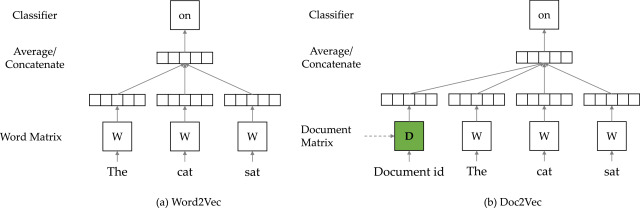 Classifier
on
Average/
Concatenate
Word Matrix
W
W
W
The
cat
sat
(a) Word2Vec
Classifier
on
Average/
Concatenate
Document
Matrix
D
W
W
W
Document id
The
cat
sat
(b) Doc2Vec